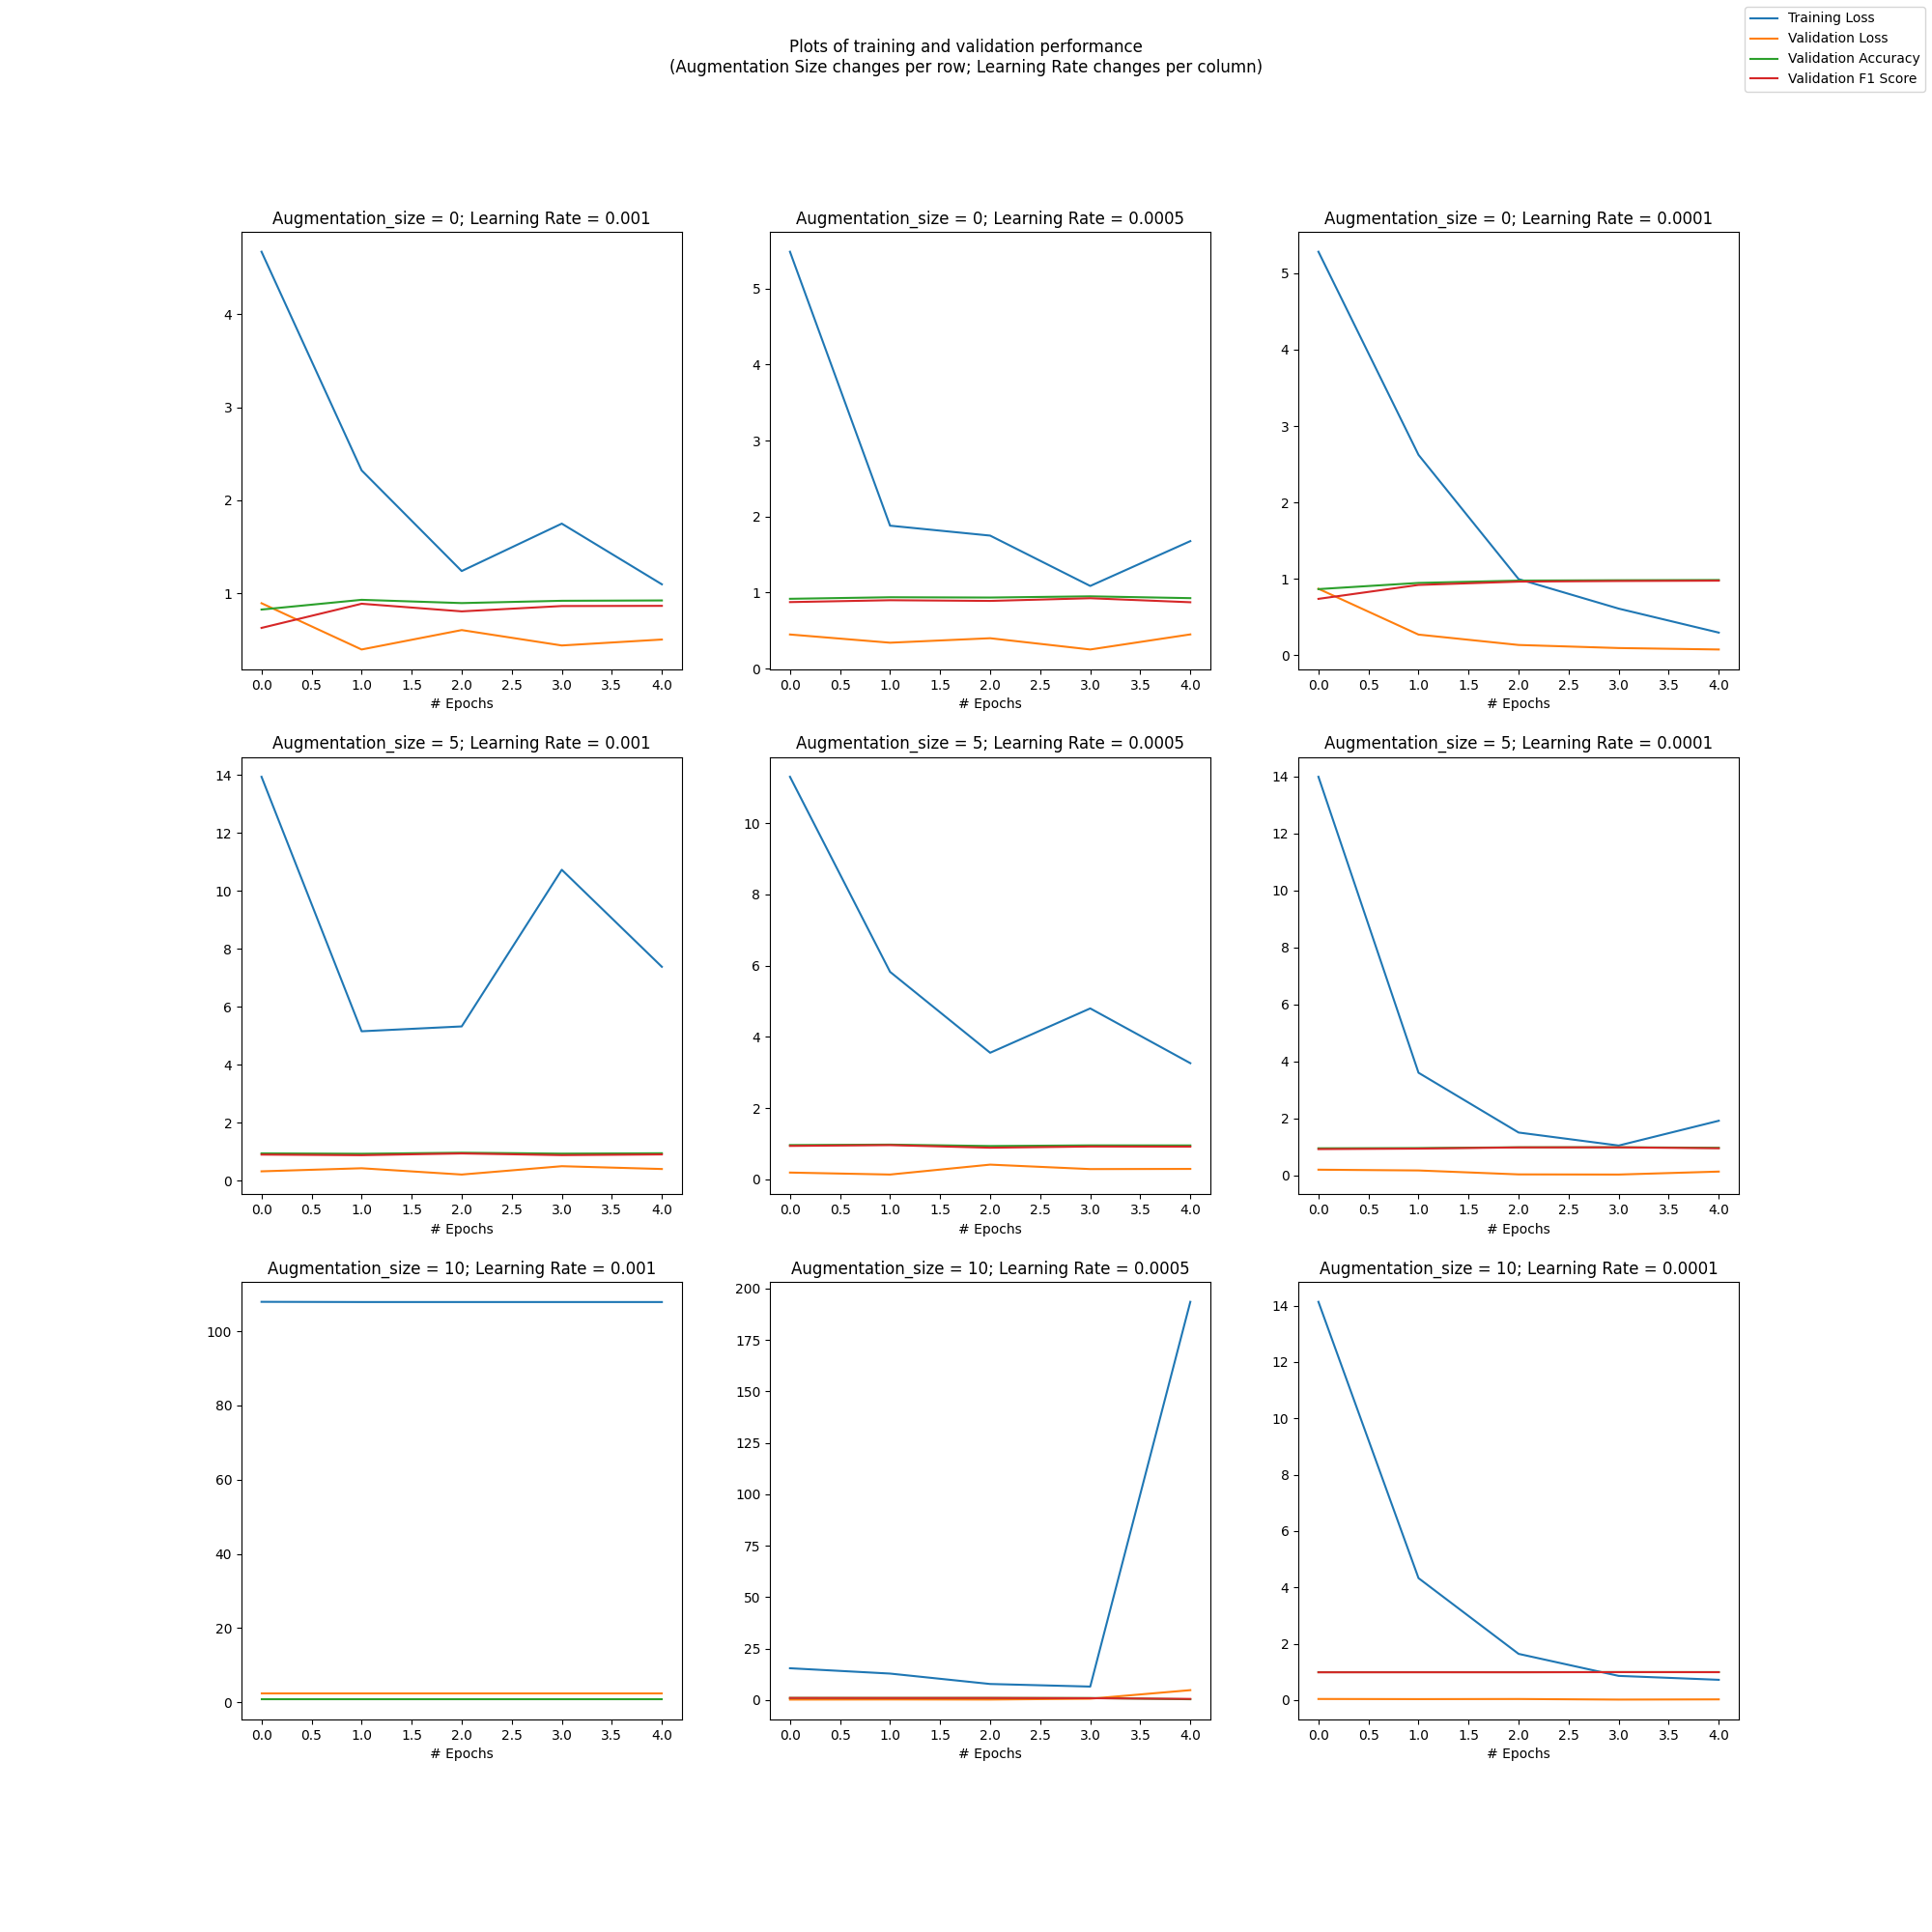 Training Loss
Validation Loss
Validation Accuracy
Validation F1 Score
Plots of training and validation performance
(Augmentation Size changes per row; Learning Rate changes per column)
Augmentation_size = 0; Learning Rate = 0.001
4
3
2
1
0.0 0.5 1.0 1.5 2.0 2.5 3.0 3.5 4.0
# Epochs
Augmentation_size = 0; Learning Rate = 0.0005
5
4
3
2
1
0
0.0 0.5 1.0 1.5 2.0 2.5 3.0 3.5 4.0
# Epochs
Augmentation_size = 0; Learning Rate = 0.0001
5
4
3
2
1
0
0.0 0.5 1.0 1.5 2.0 2.5 3.0 3.5 4.0
# Epochs
Augmentation_size = 5; Learning Rate = 0.001
14
12
10
8
6
4
2
0
0.0 0.5 1.0 1.5 2.0 2.5 3.0 3.5 4.0
# Epochs
Augmentation_size = 5; Learning Rate = 0.0005
10
8
6
4
2
0
0.0 0.5 1.0 1.5 2.0 2.5 3.0 3.5 4.0
# Epochs
Augmentation_size = 5; Learning Rate = 0.0001
14
12
10
8
6
4
2
0
0.0 0.5 1.0 1.5 2.0 2.5 3.0 3.5 4.0
# Epochs
Augmentation_size = 10; Learning Rate = 0.001
100
80
60
40
20
0
0.0 0.5 1.0 1.5 2.0 2.5 3.0 3.5 4.0
# Epochs
Augmentation_size = 10; Learning Rate = 0.0005
200
175
150
125
100
75
50
25
0
0.0 0.5 1.0 1.5 2.0 2.5 3.0 3.5 4.0
# Epochs
Augmentation_size = 10; Learning Rate = 0.0001
14
12
10
8
6
4
2
0
0.0 0.5 1.0 1.5 2.0 2.5 3.0 3.5 4.0
# Epochs